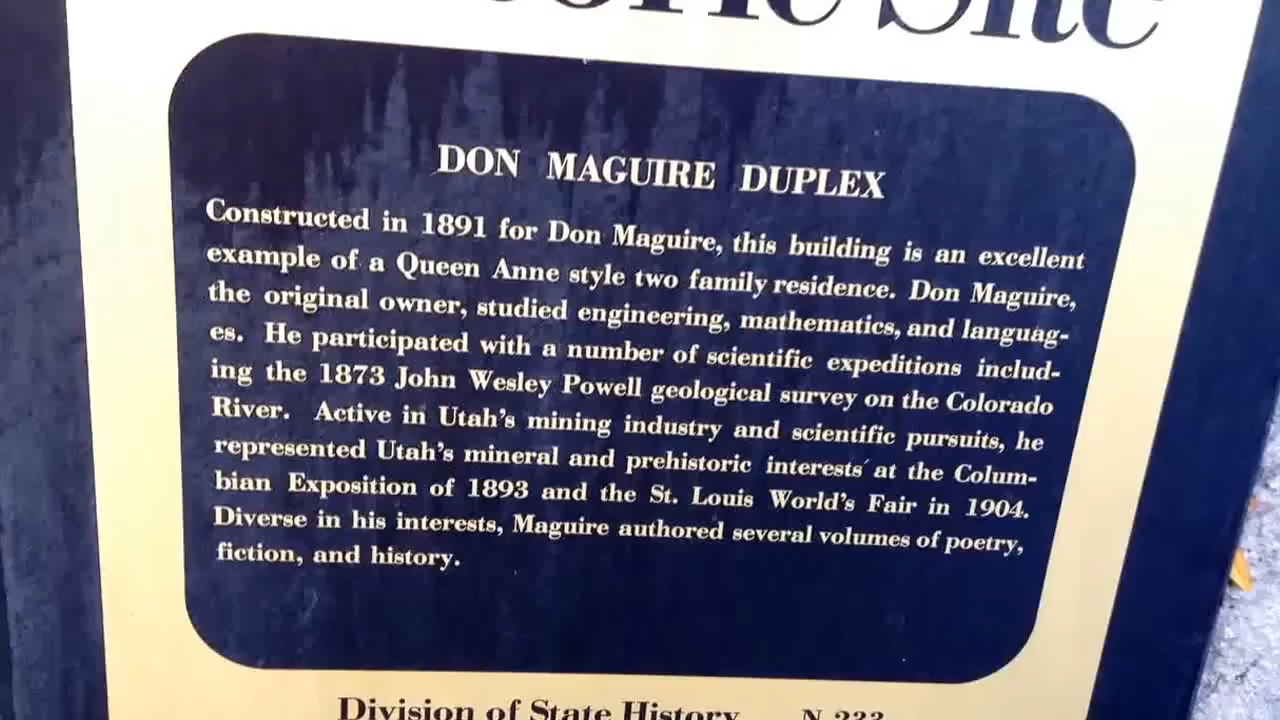 Site
DON MAGUIRE DUPLEX
Constructed in 1891 for Don Maguire, this building is an excellent
example of a Queen Anne style two family residence. Don Maguire,
the original owner, studied engineering, mathematics, and languag-
es. He participated with a number of scientific expeditions includ-
ing the 1873 John Wesley Powell geological survey on the Colorado
River. Active in Utah's mining industry and scientific pursuits, he
represented Utah's mineral and prehistoric interests at the Colum-
bian Exposition of 1893 and the St. Louis World's Fair in 1904.
Diverse in his interests, Maguire authored several volumes of poetry,
fiction, and history.
Division of State History N-233